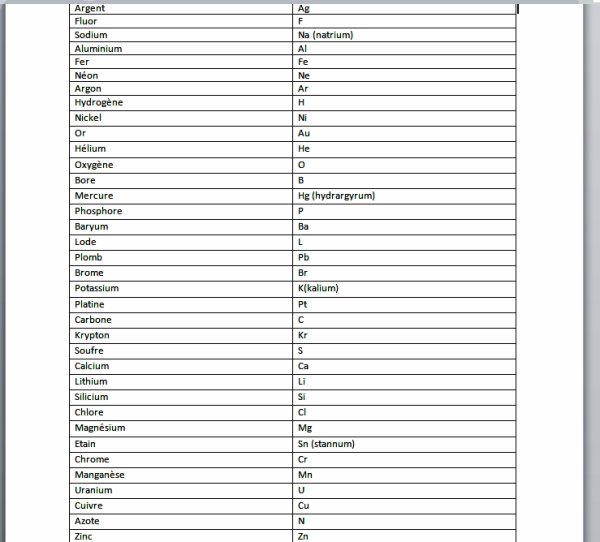 Argent Ag
Fluor F
Sodium Na (natrium)
Aluminium Al
Fer Fe
Néon Ne
Argon Ar
Hydrogène H
Nickel Ni
Or Au
Hélium He
Oxygène O
Bore B
Mercure Hg (hydrargyrum)
Phosphore P
Baryum Ba
Lode L
Plomb Pb
Brome Br
Potassium K(kalium)
Platine Pt
Carbone C
Krypton Kr
Soufre S
Calcium Ca
Lithium Li
Silicium Si
Chlore Cl
Magnésium Mg
Etain Sn (stannum)
Chrome Cr
Manganèse Mn
Uranium U
Cuivre Cu
Azote N
Zinc Zn